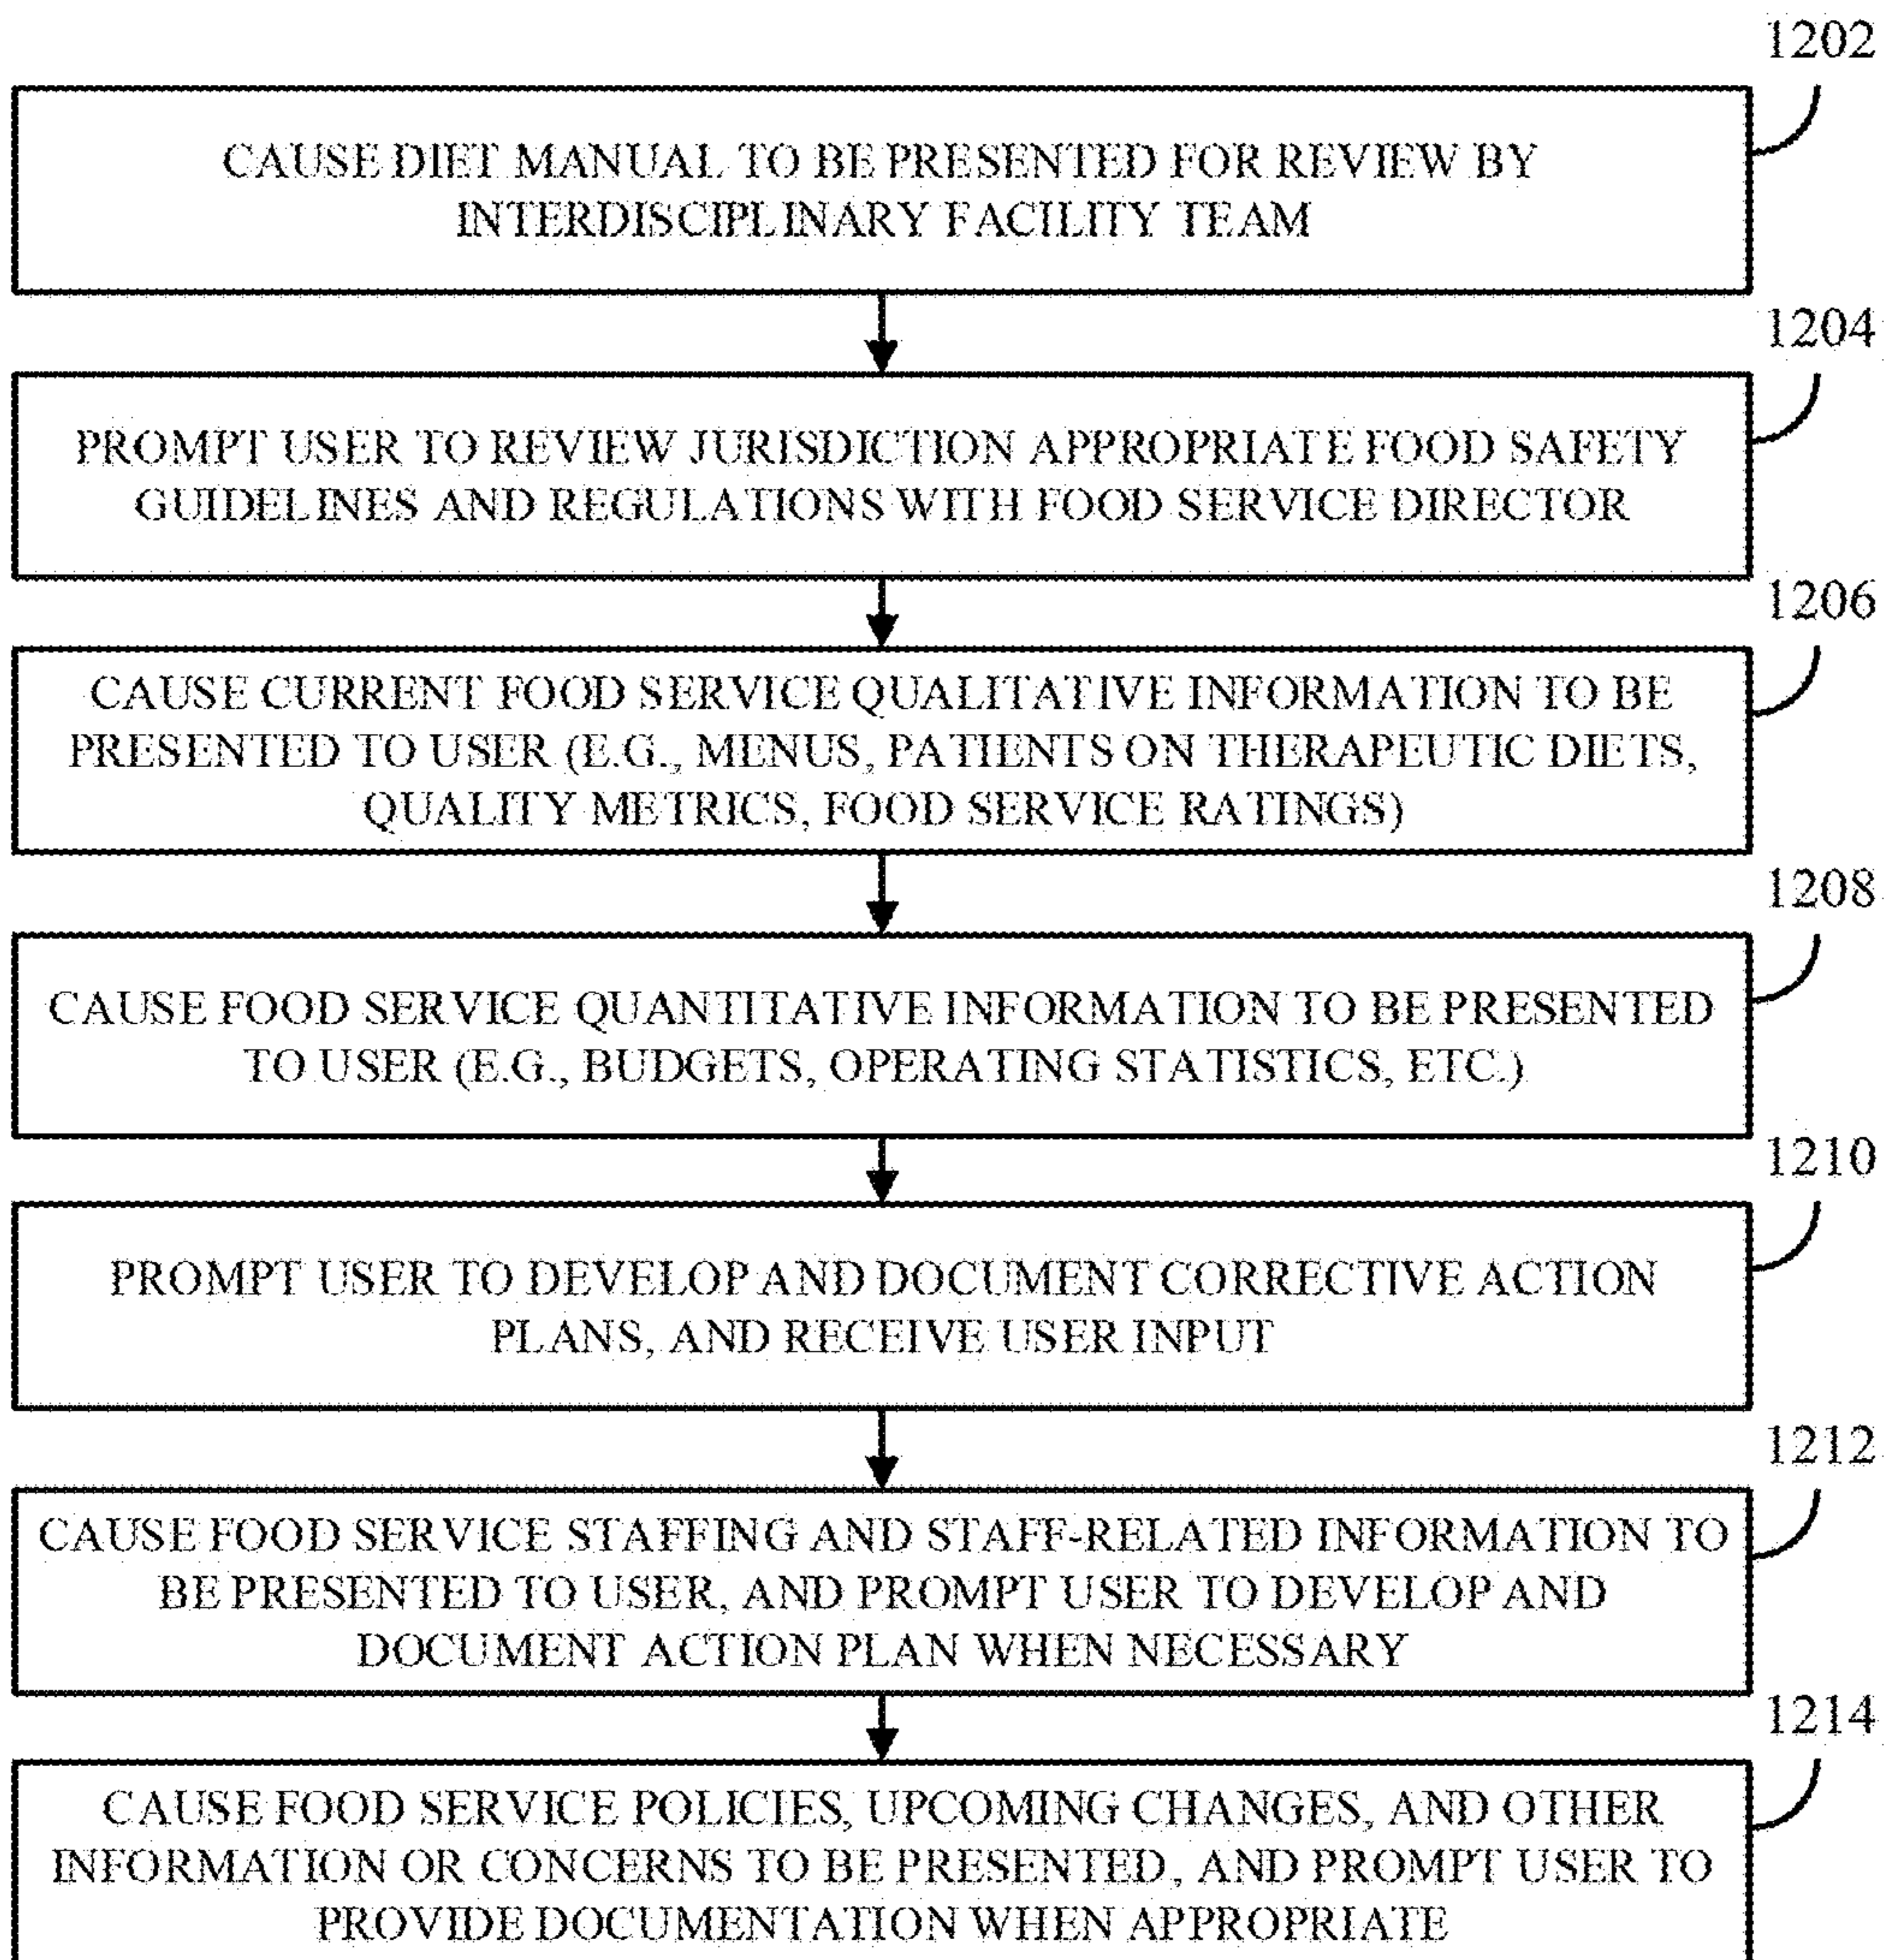 1202
CAUSE DIET MANUAL TO BE PRESENTED FOR REVIEW BY
INTERDISCIPLINARY FACILITY TEAM
1204
PROMPT USER TO REVIEW JURISDICTION APPROPRIATE FOOD SAFETY
GUIDELINES AND REGULATIONS WITH FOOD SERVICE DIRECTOR
1206
CAUSE CURRENT FOOD SERVICE QUALITATIVE INFORMATION TO BE
PRESENTED TO USER (E.G., MENUS, PATIENTS ON THERAPEUTIC DIETS,
QUALITY METRICS, FOOD SERVICE RATINGS)
1208
CAUSE FOOD SERVICE QUANTITATIVE INFORMATION TO BE PRESENTED
TO USER (E.G., BUDGETS, OPERATING STATISTICS, ETC.)
1210
PROMPT USER TO DEVELOP AND DOCUMENT CORRECTIVE ACTION
PLANS, AND RECEIVE USER INPUT
1212
CAUSE FOOD SERVICE STAFFING AND STAFF-RELATED INFORMATION TO
BE PRESENTED TO USER, AND PROMPT USER TO DEVELOP AND
DOCUMENT ACTION PLAN WHEN NECESSARY
1214
CAUSE FOOD SERVICE POLICIES, UPCOMING CHANGES, AND OTHER
INFORMATION OR CONCERNS TO BE PRESENTED, AND PROMPT USER TO
PROVIDE DOCUMENTATION WHEN APPROPRIATE